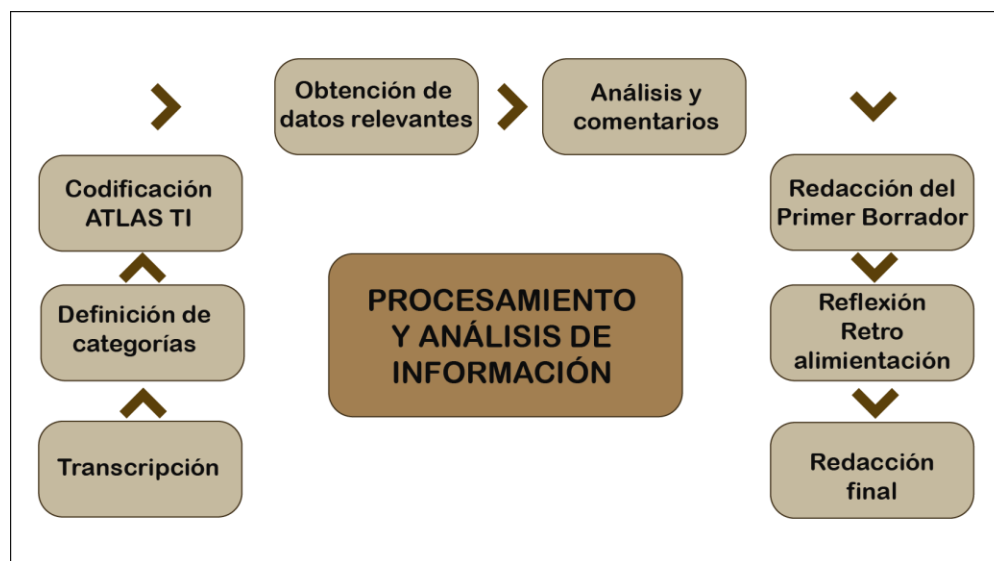 Obtención de
datos relevantes
Análisis y
comentarios
Codificación
ATLAS TI
Redacción del
Primer Borrador
Definición de
categorías
PROCESAMIENTO
Y ANÁLISIS DE
INFORMACIÓN
Reflexión
Retro
alimientación
Transcripción
Redacción
final